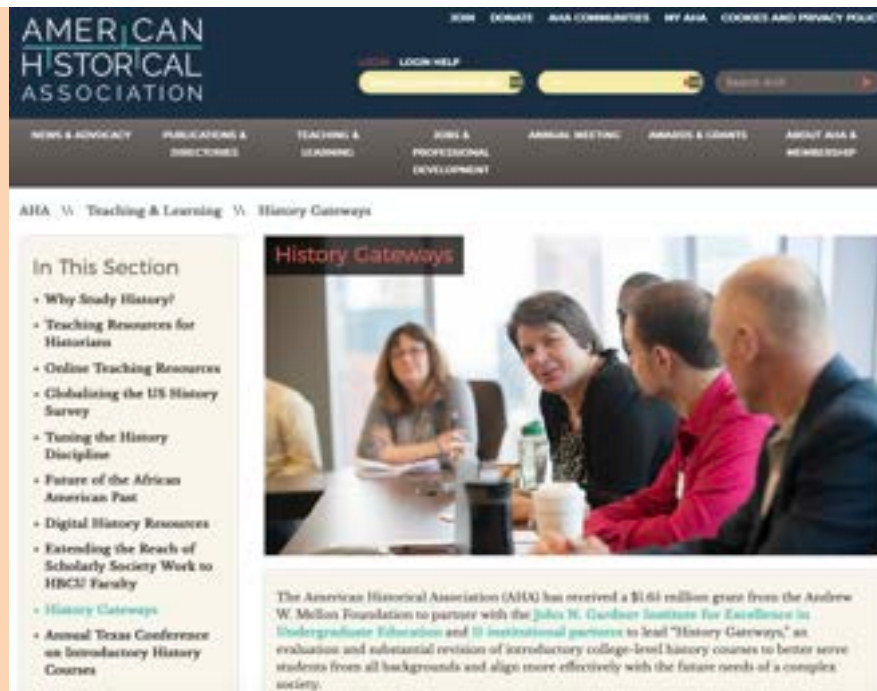 JOIN DONATE AHA COMMUNITIES MY AHA COOKIES AND PRIVACY POLIC
AMERICAN
HISTORICAL
ASSOCIATION
LOGIN LOGIN HELP
Search AHA
NEWS & ADVOCACY
PUBLICATIONS &
DIRECTORIES
TEACHING &
LEARNING
JOBS &
PROFESSIONAL
DEVELOPMENT
ANNUAL MEETING
AWARDS & GRANTS
ABOUT AHA &
MEMBERSHIP
AHA \\ Teaching & Learning \\ History Gateways
In This Section
• Why Study History?
• Teaching Resources for
Historians
• Online Teaching Resources
• Globalizing the US History
Survey
• Tuning the History
Discipline
• Future of the African
American Past
• Digital History Resources
• Extending the Reach of
Scholarly Society Work to
HBCU Faculty
• History Gateways
• Annual Texas Conference
on Introductory History
Courses
History Gateways
The American Historical Association (AHA) has received a $1.65 million grant from the Andrew
W. Mellon Foundation to partner with the John N. Gardner Institute for Excellence in
Undergraduate Education and 11 institutional partners to lead "History Gateways," an
evaluation and substantial revision of introductory college-level history courses to better serve
students from all backgrounds and align more effectively with the future needs of a complex
society.